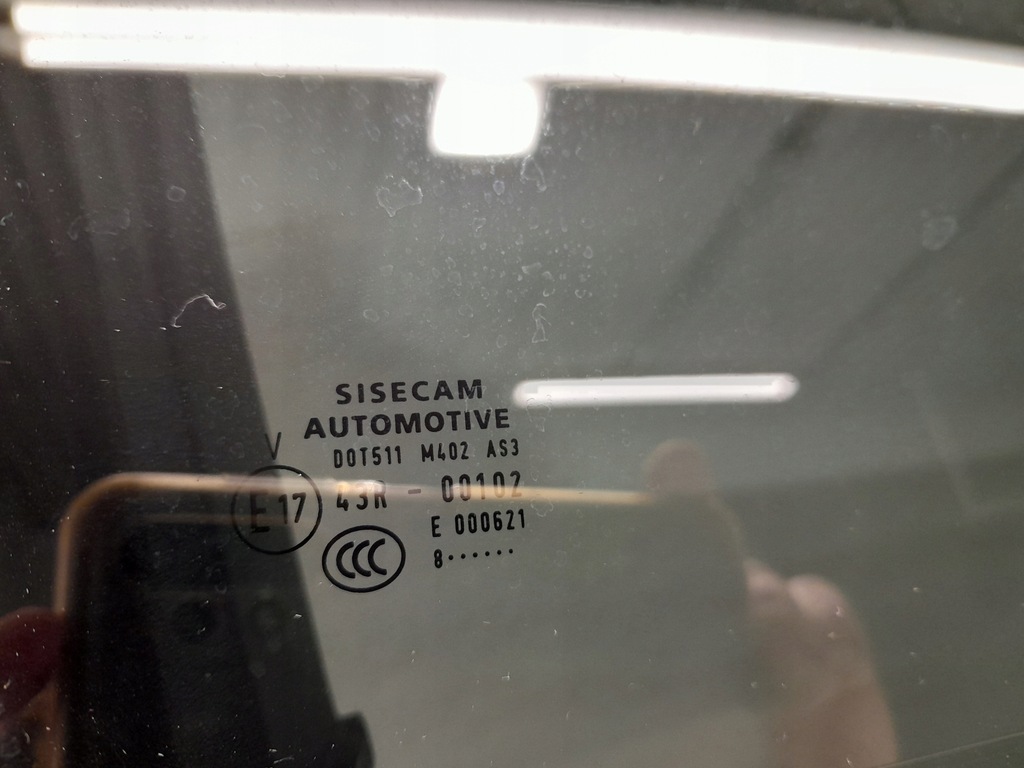 SISECAM
AUTOMOTIVE
V
DOT511 M402 AS3
E17 43R - 00102
E 000621
CCC
8······